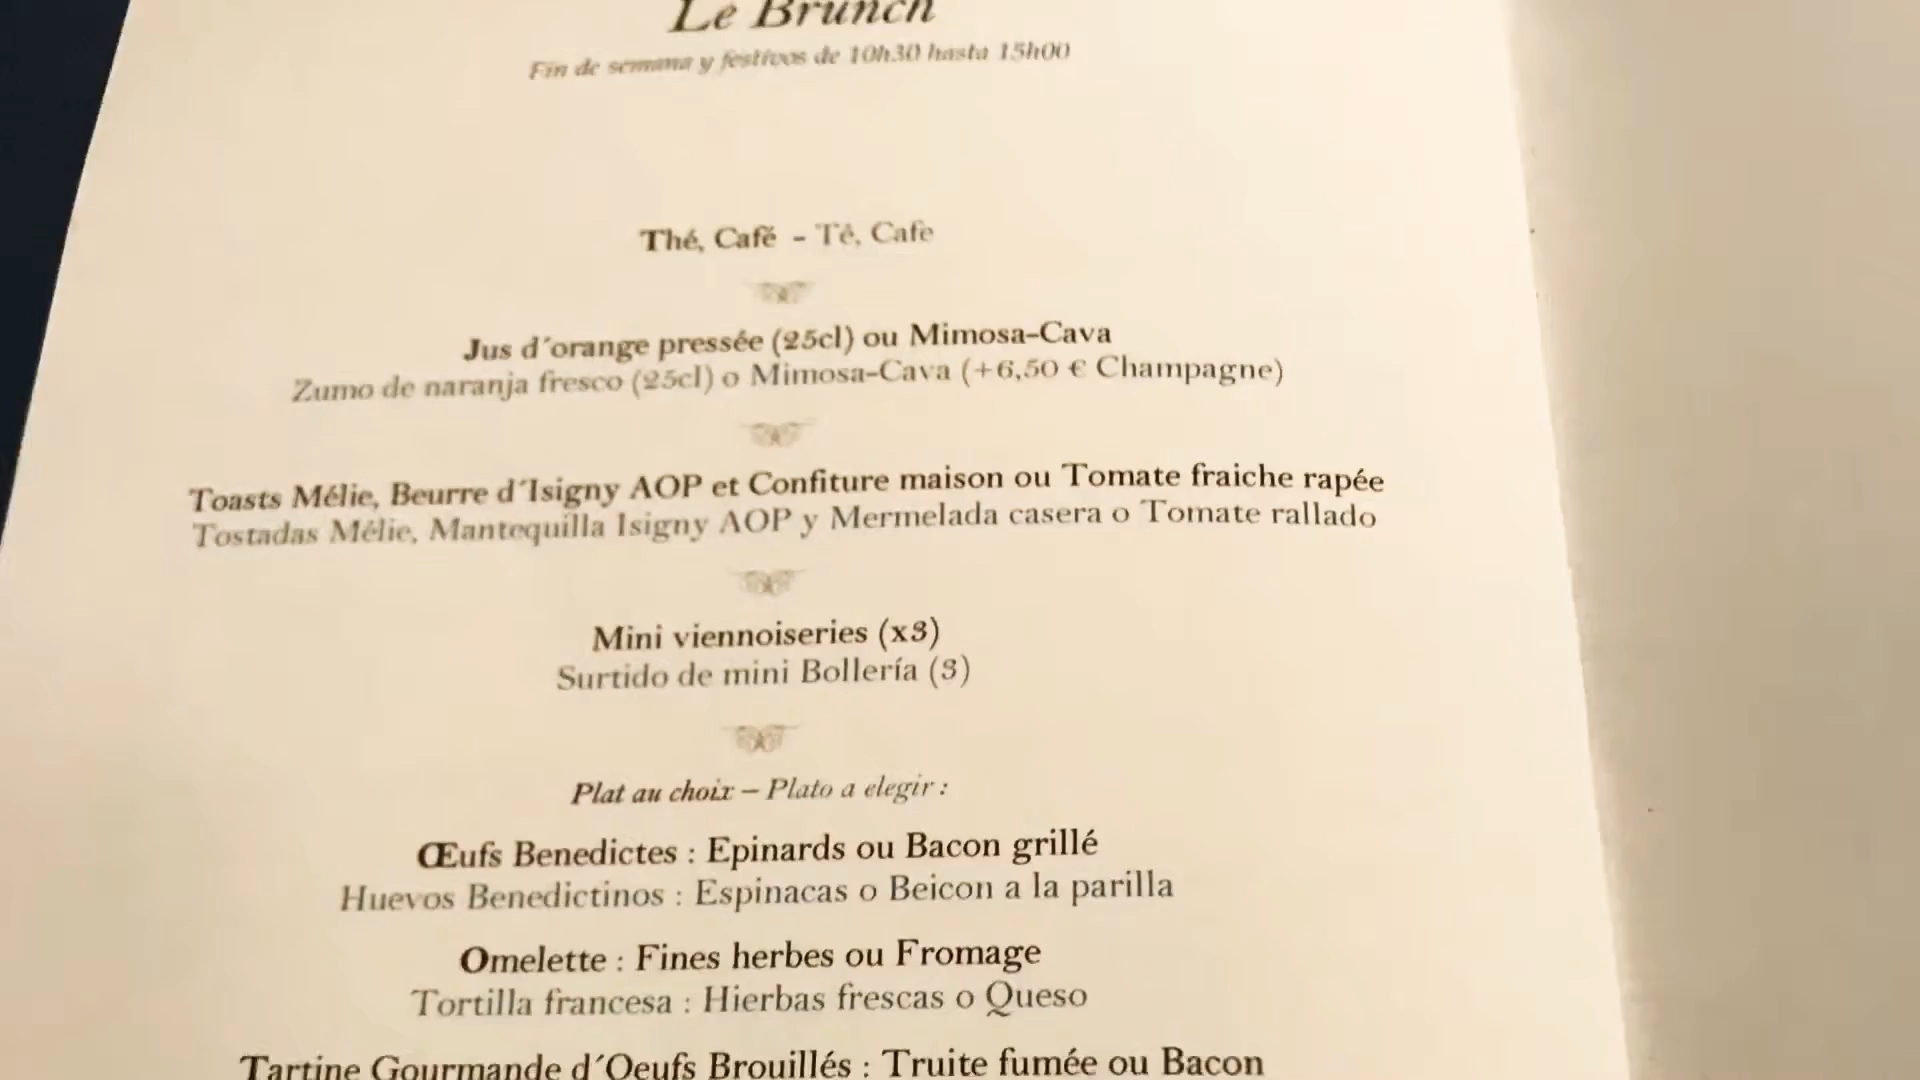 Le Brunch
Fin de semana y festivos de 10h30 hasta 15h00
Thé, Café - Té, Cafe
Jus d´orange pressée (25cl) ou Mimosa-Cava
Zumo de naranja fresco (25cl) o Mimosa-Cava (+6,50 € Champagne)
Toasts Mélie, Beurre d´Isigny AOP et Confiture maison ou Tomate fraiche rapée
Tostadas Mélie, Mantequilla Isigny AOP y Mermelada casera o Tomate rallado
Mini viennoiseries (x3)
Surtido de mini Bollería (3)
Plat au choix – Plato a elegir :
Œufs Benedictes : Epinards ou Bacon grillé
Huevos Benedictinos : Espinacas o Beicon a la parilla
Omelette : Fines herbes ou Fromage
Tortilla francesa : Hierbas frescas o Queso
Tartine Gourmande d´Oeufs Brouillés : Truite fumée ou Bacon